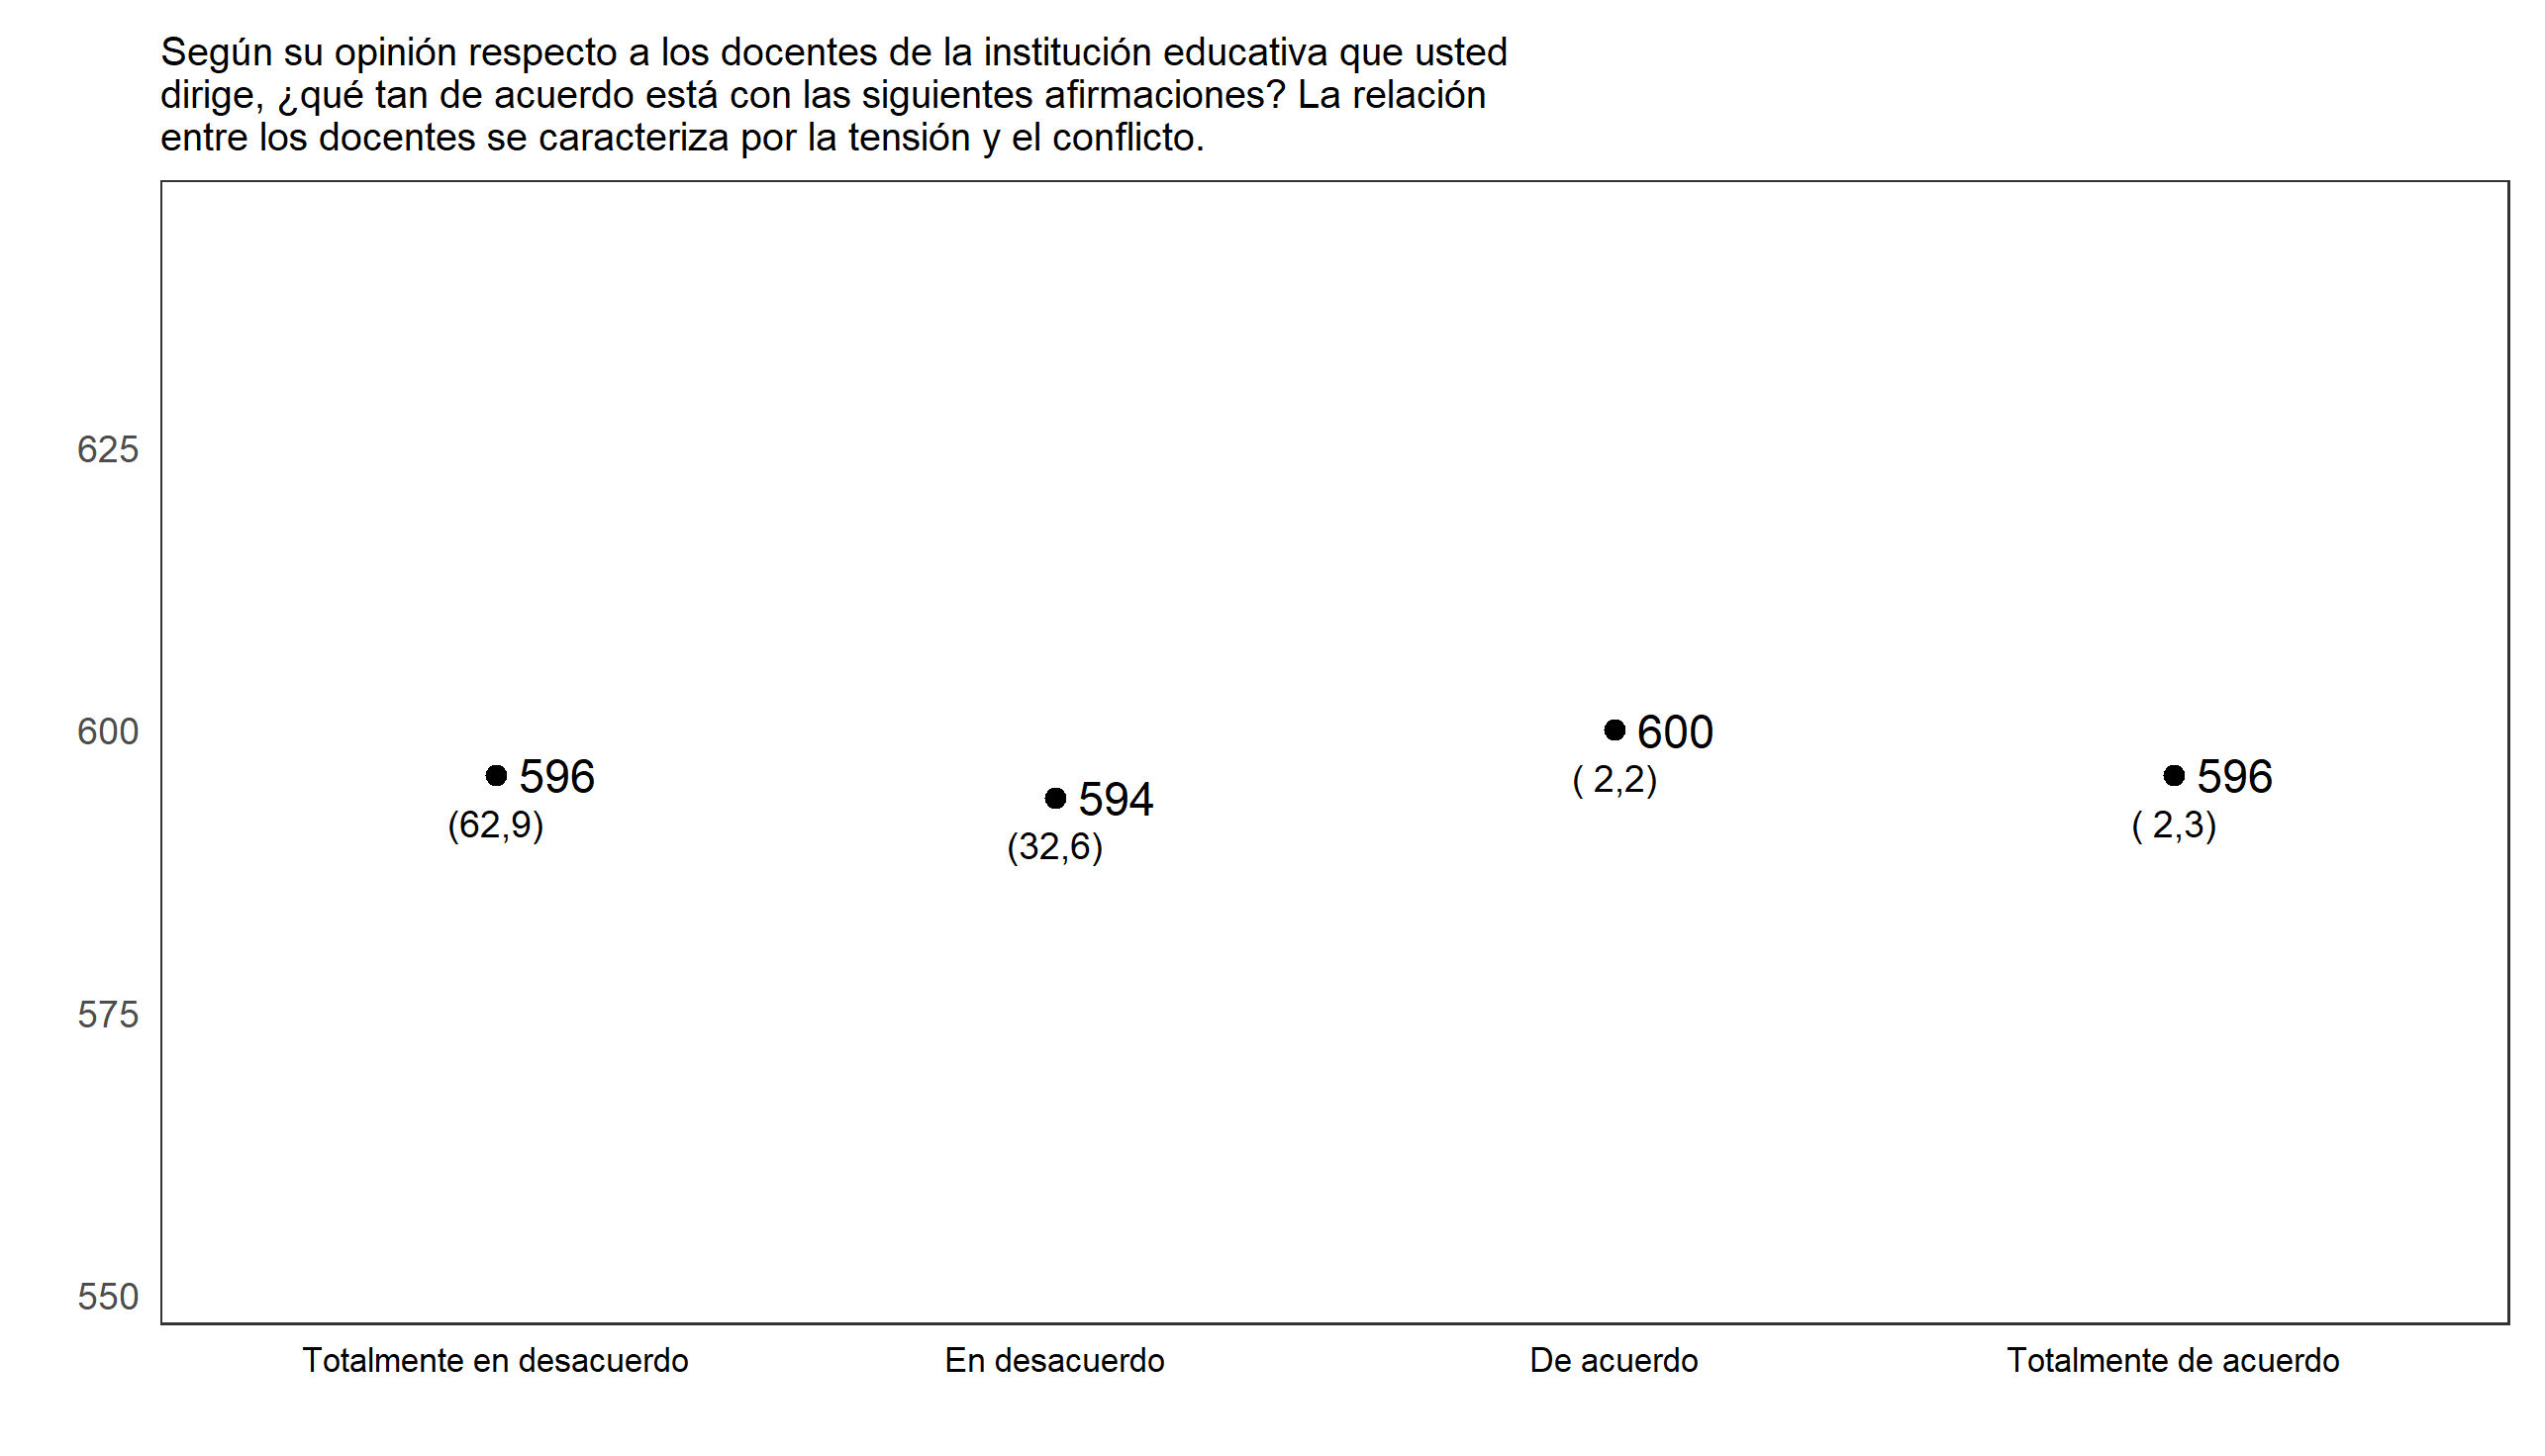 Según su opinión respecto a los docentes de la institución educativa que usted
dirige, ¿qué tan de acuerdo está con las siguientes afirmaciones? La relación
entre los docentes se caracteriza por la tensión y el conflicto.
625
600
575
550
596
(62,9)
594
(32,6)
600
( 2,2)
596
( 2,3)
Totalmente en desacuerdo
En desacuerdo
De acuerdo
Totalmente de acuerdo